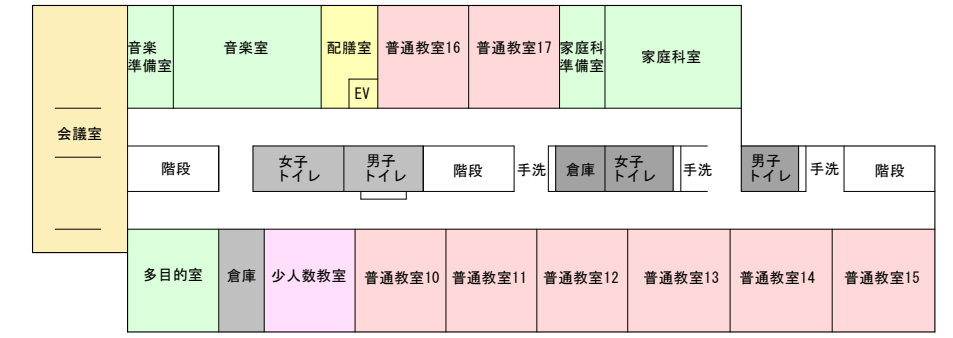 音楽
準備室
音楽室
配膳室
EV
普通教室16
普通教室17
家庭科
準備室
家庭科室
会議室
階段
女子
トイレ
男子
トイレ
階段
手洗
倉庫
女子
トイレ
手洗
男子
トイレ
手洗
階段
多目的室
倉庫
少人数教室
普通教室10
普通教室11
普通教室12
普通教室13
普通教室14
普通教室15